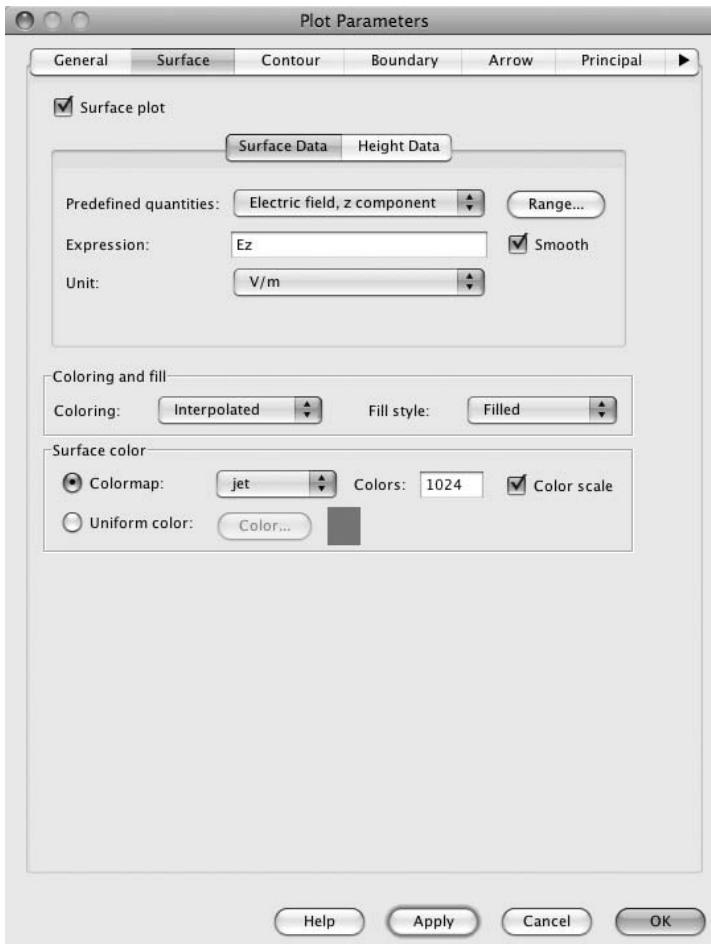 Plot Parameters
General Surface Contour Boundary Arrow Principal
Surface plot
Surface Data Height Data
Predefined quantities: Electric field, z component Range...
Expression: Ez Smooth
Unit: V/m
Coloring and fill
Coloring: Interpolated Fill style: Filled
Surface color
Colormap: jet Colors: 1024 Color scale
Uniform color: Color...
Help Apply Cancel OK